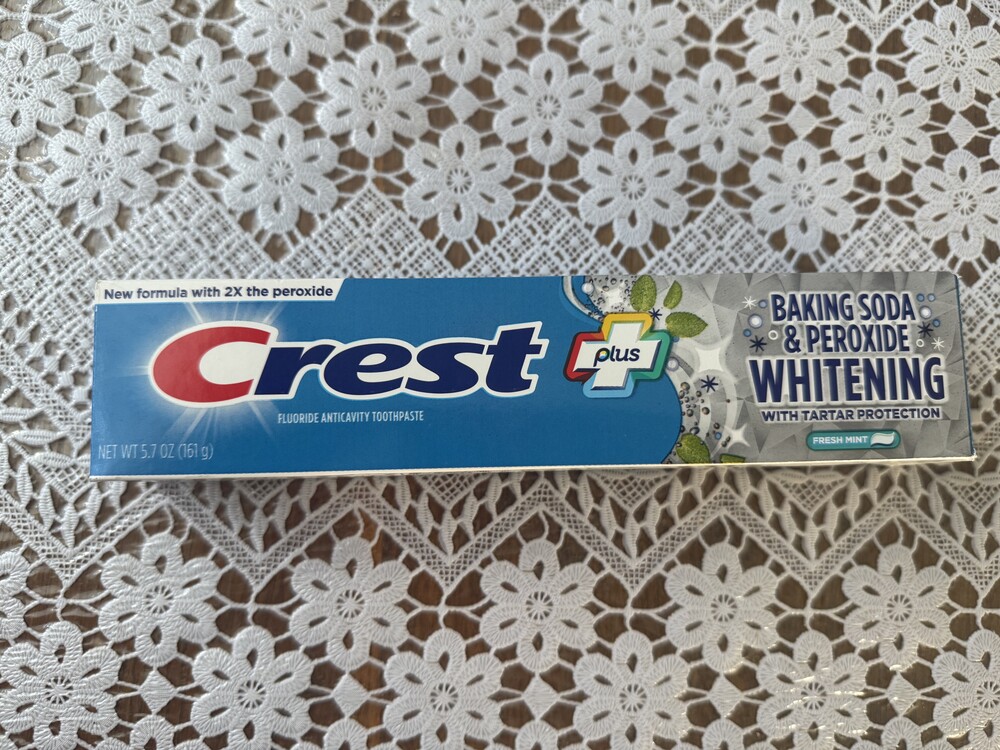 New formula with 2X the peroxide
Crest
plus
FLUORIDE ANTICAVITY TOOTHPASTE
NET WT 5.7 OZ (161 g)
BAKING SODA
& PEROXIDE
WHITENING
WITH TARTAR PROTECTION
FRESH MINT